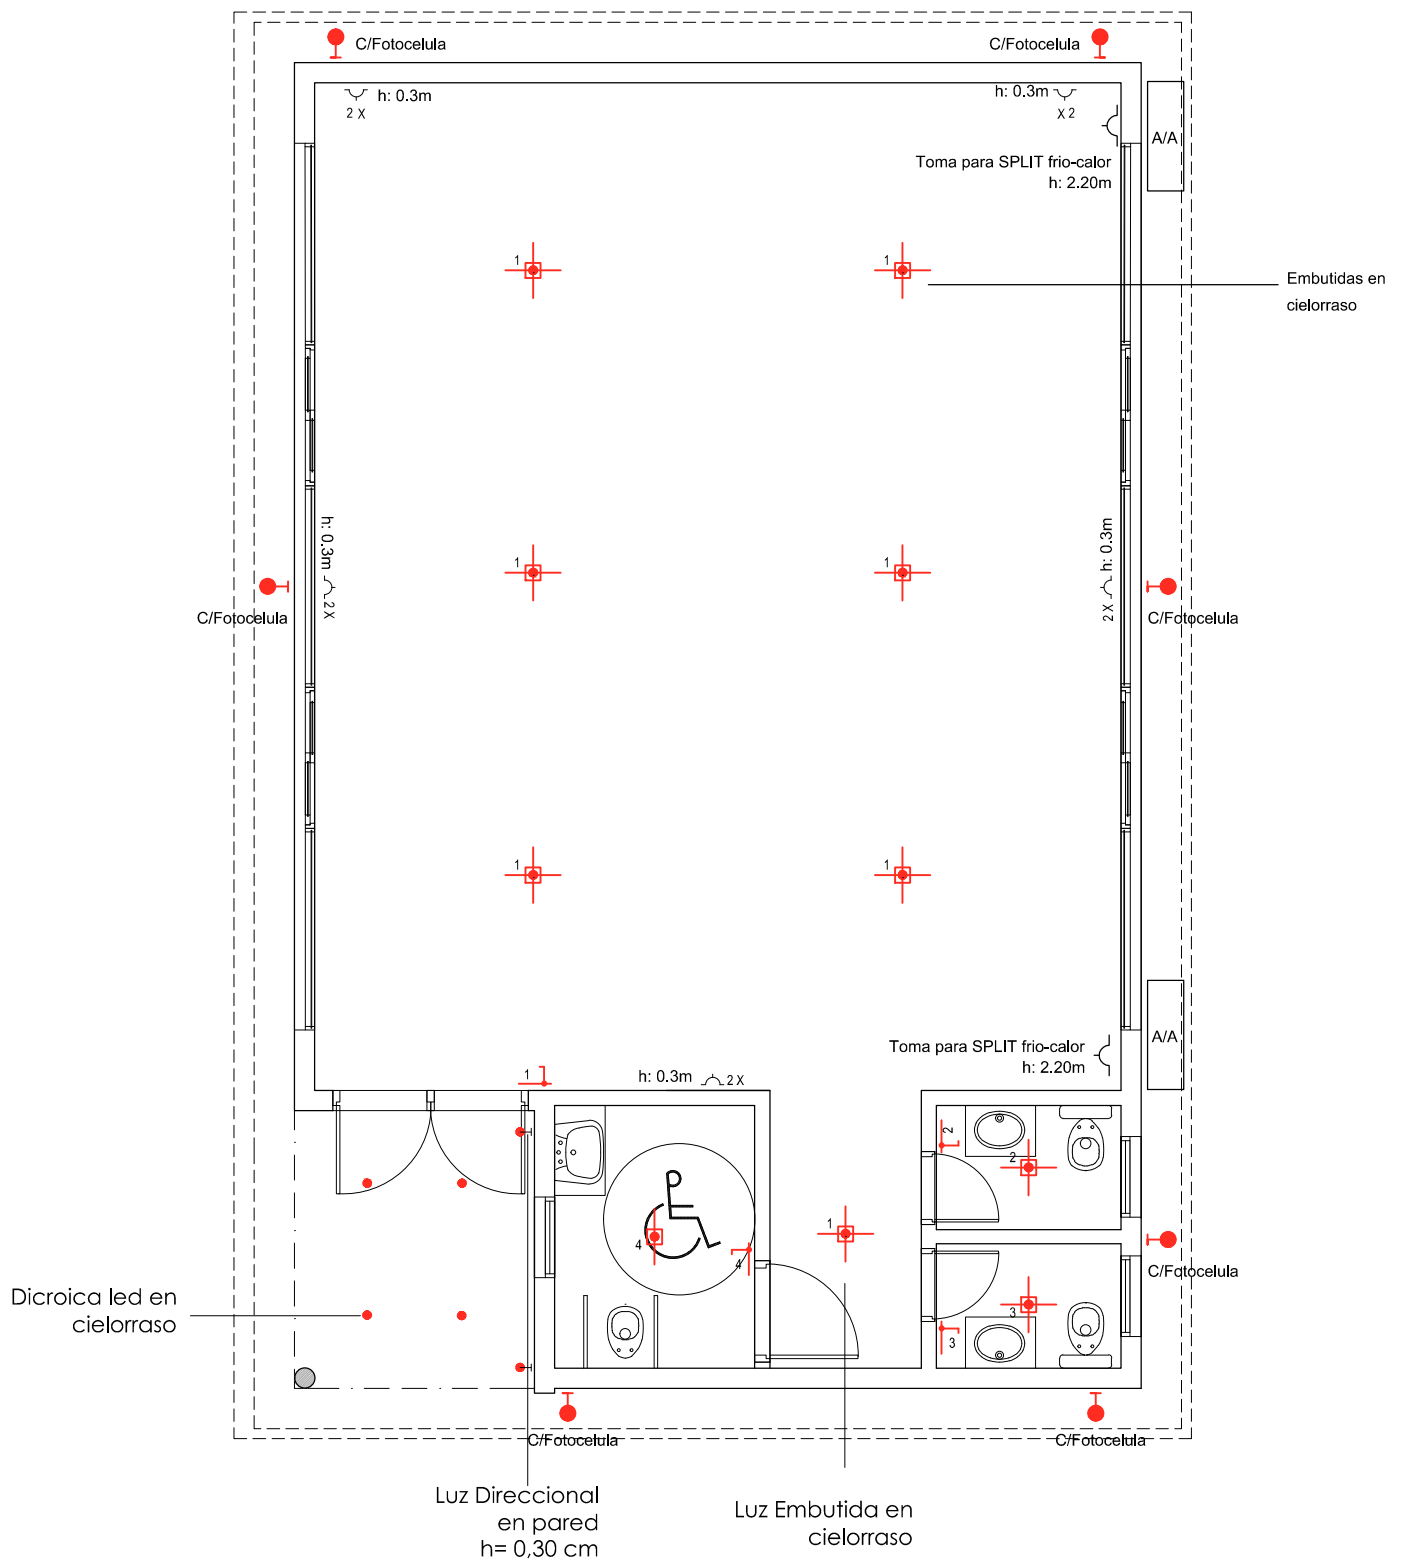 C/Fotocelula
C/Fotocelula
h: 0.3m
2 X
h: 0.3m
X 2
A/A
Toma para SPLIT frio-calor
h: 2.20m
1
1
Embutidas en
cielorraso
h: 0.3m
2 X
h: 0.3m
2 X
1
1
C/Fotocelula
C/Fotocelula
1
1
A/A
Toma para SPLIT frio-calor
h: 2.20m
1
h: 0.3m
2 X
2
2
1
4
4
C/Fotocelula
3
3
Dicroica led en
cielorraso
C/Fotocelula
C/Fotocelula
Luz Direccional
en pared
h= 0,30 cm
Luz Embutida en
cielorraso